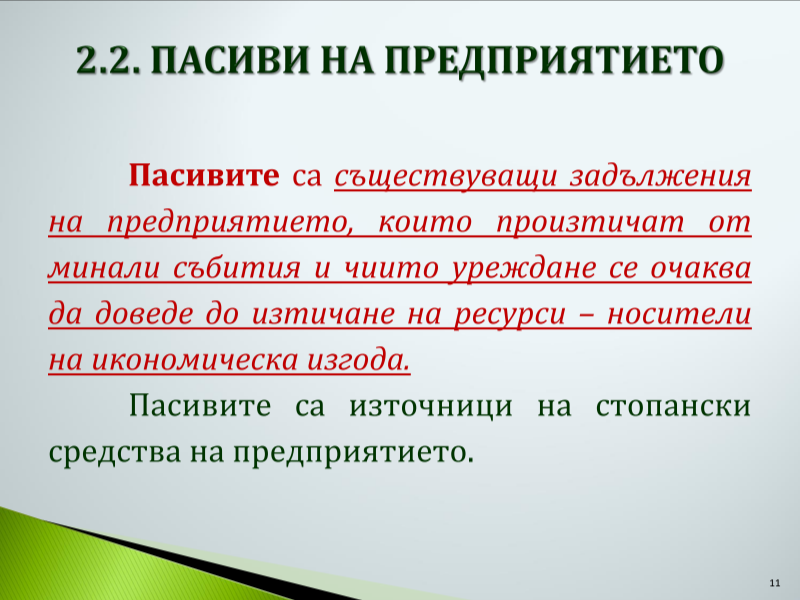 2.2. ПАСИВИ НА ПРЕДПРИЯТИЕТО
Пасивите са съществуващи задължения
на предприятието, които произтичат от
минали събития и чиито уреждане се очаква
да доведе до изтичане на ресурси – носители
на икономическа изгода.
Пасивите са източници на стопански
средства на предприятието.
11